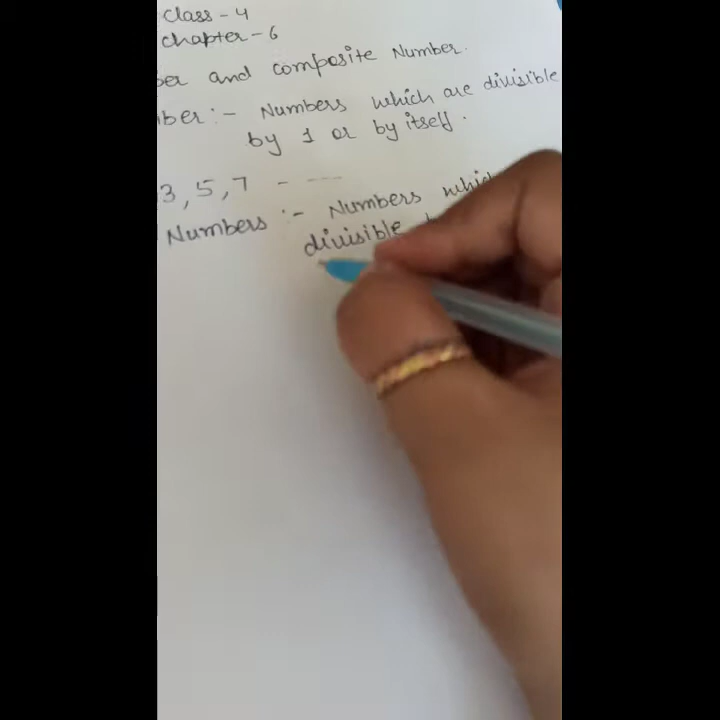 class - 4
chapter - 6
and composite Number.
:- Numbers which are divisible
by 1 or by itself.
3, 5, 7 - ----
Numbers :- Numbers which
divisible